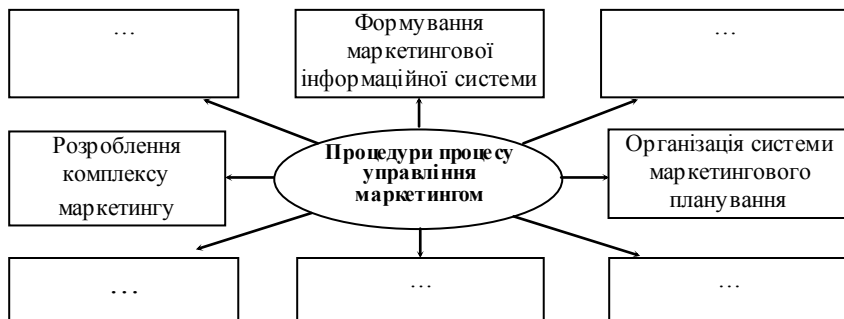 ...
Формування
маркетингової
інформаційної системи
...
Розроблення
комплексу
маркетингу
Процедури процесу
управління
маркетингом
Організація системи
маркетингового
планування
...
...
...